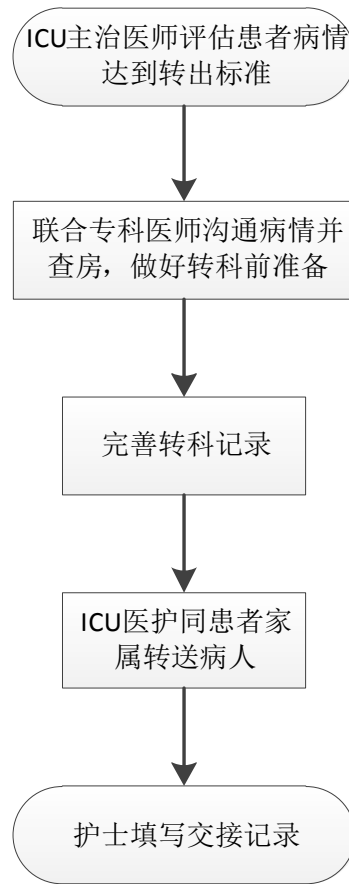 ICU主治医师评估患者病情
达到转出标准
联合专科医师沟通病情并
查房，做好转科前准备
完善转科记录
ICU医护同患者家
属转送病人
护士填写交接记录